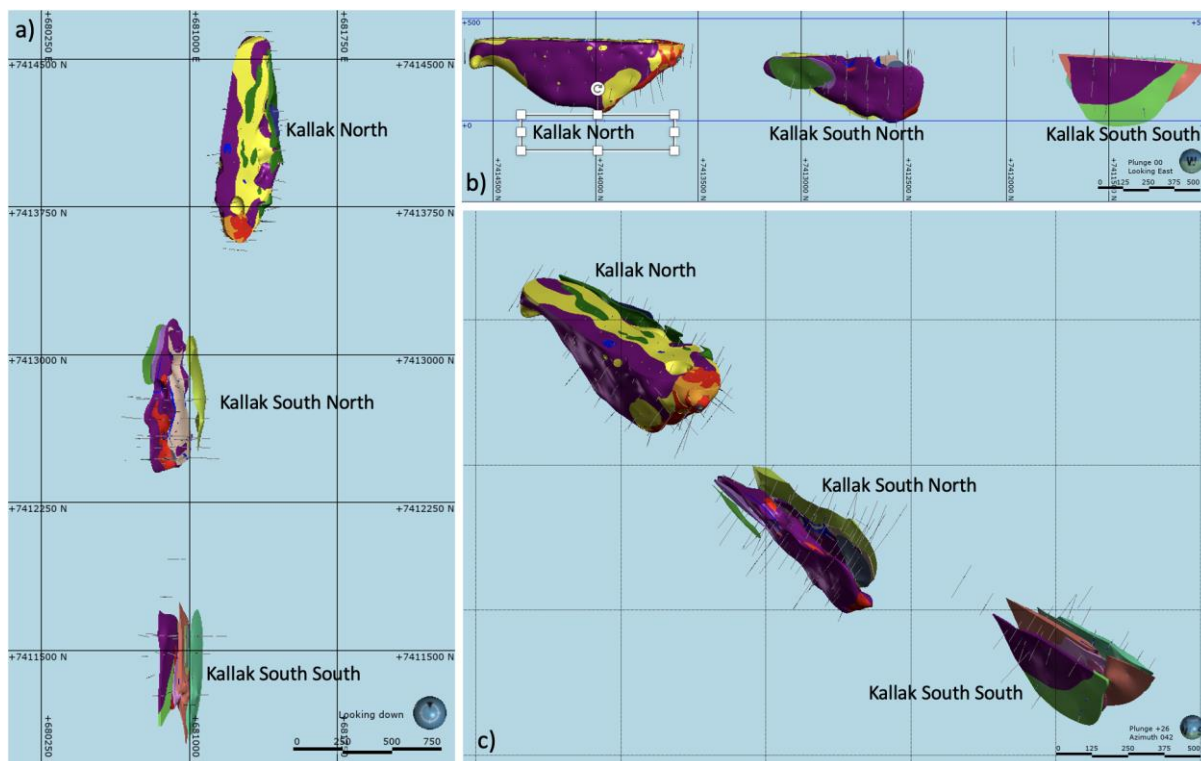 a)
+680250 E
+681000 E
+681750 E
+7414500 N
+7414500 N
Kallak North
+7413750 N
+7413750 N
+7413000 N
+7413000 N
Kallak South North
+7412250 N
+7412250 N
+7411500 N
+7411500 N
Kallak South South
Looking down
+680250
+681000
0 250 500 750
b)
+500
+0
Kallak North
Kallak South North
Kallak South South
+7414500 N
+7414000 N
+7413500 N
+7413000 N
+7412500 N
+7412000 N
Plunge 00
Looking East
0 125 250 375 500
c)
Kallak North
Kallak South North
Kallak South South
Plunge +26
Azimuth 042
0 125 250 375 500